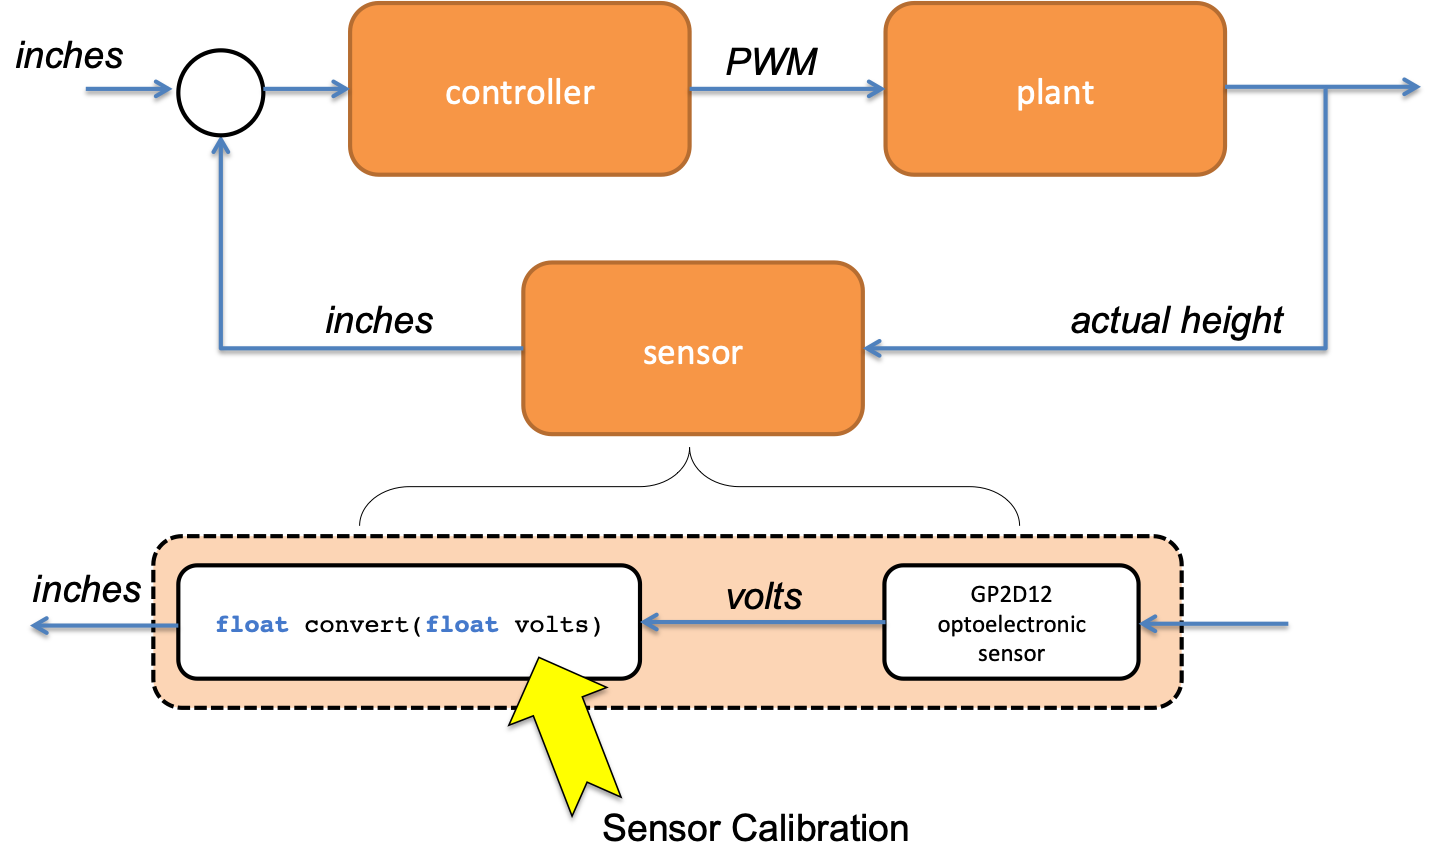 inches
controller
PWM
plant
inches
sensor
actual height
inches
float convert(float volts)
volts
GP2D12
optoelectronic
sensor
Sensor Calibration